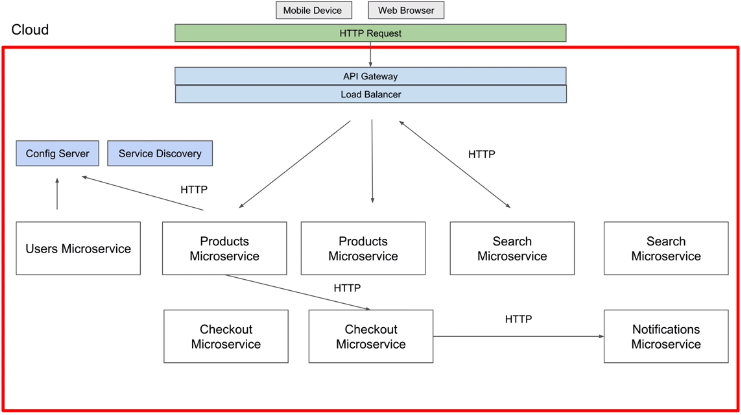 Mobile Device
Web Browser
Cloud
HTTP Request
API Gateway
Load Balancer
Config Server
Service Discovery
HTTP
HTTP
Users Microservice
Products
Microservice
Products
Microservice
Search
Microservice
Search
Microservice
HTTP
Checkout
Microservice
Checkout
Microservice
HTTP
Notifications
Microservice